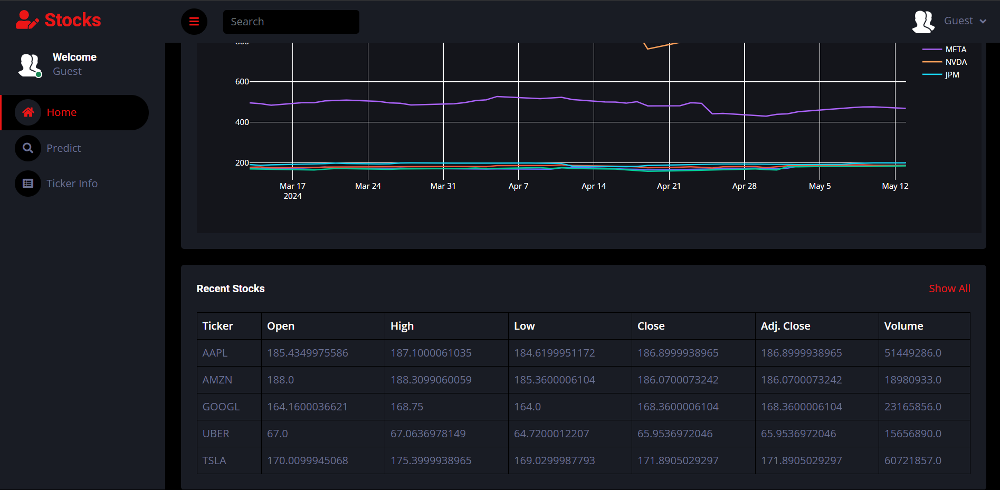 Stocks
Search
Guest
Welcome
Guest
Home
Predict
Ticker Info
META
NVDA
JPM
600
400
200
Mar 17 Mar 24 Mar 31 Apr 7 Apr 14 Apr 21 Apr 28 May 5 May 12
2024
Recent Stocks Show All
Ticker Open High Low Close Adj. Close Volume
AAPL 185.4349975586 187.1000061035 184.6199951172 186.8999938965 186.8999938965 51449286.0
AMZN 188.0 188.3099060059 185.3600006104 186.0700073242 186.0700073242 18980933.0
GOOGL 164.1600036621 168.75 164.0 168.3600006104 168.3600006104 23165856.0
UBER 67.0 67.0636978149 64.7200012207 65.9536972046 65.9536972046 15656890.0
TSLA 170.0099945068 175.3999938965 169.0299987793 171.8905029297 171.8905029297 60721857.0